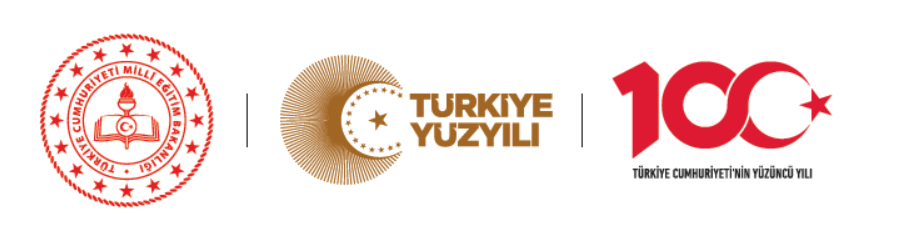 TÜRKİYE CUMHURİYETİ MİLLİ EĞİTİM BAKANLIĞI
TÜRKİYE
YÜZYILI
100
TÜRKİYE CUMHURİYETİ'NİN YÜZÜNCÜ YILI